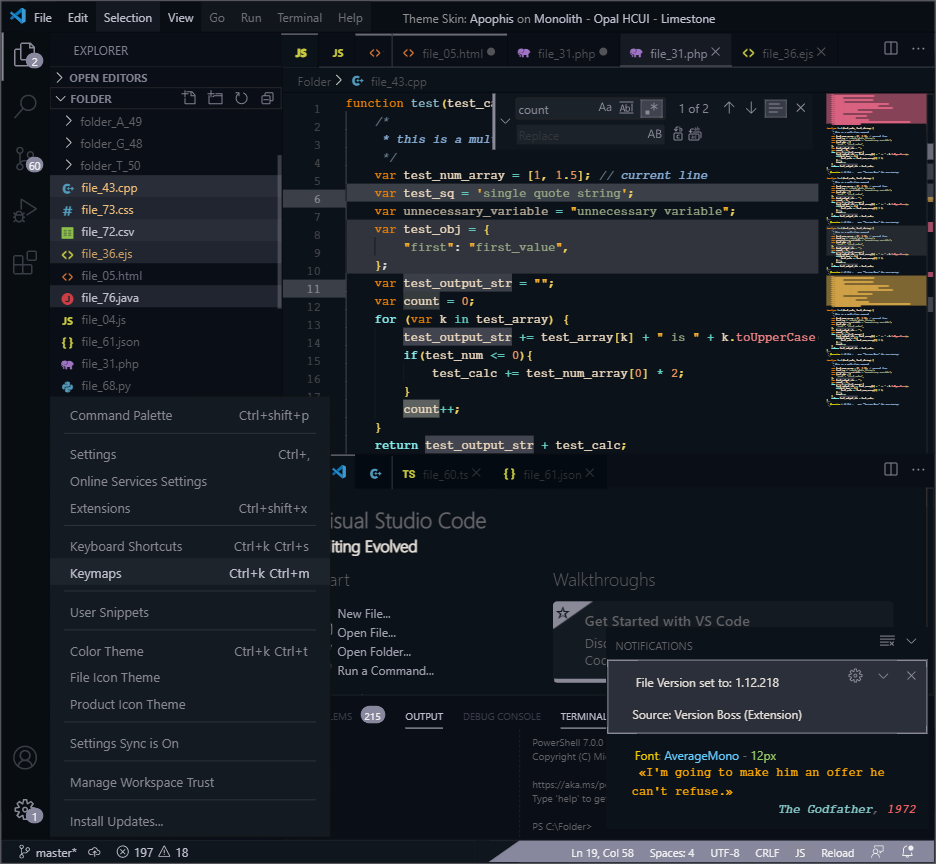 File Edit Selection View Go Run Terminal Help Theme Skin: Apophis on Monolith - Opal HCUI - Limestone
EXPLORER
2
OPEN EDITORS
FOLDER
folder_A_49
folder_G_48
folder_T_50
60
file_43.cpp
# file_73.css
file_72.csv
<> file_36.ejs
<> file_05.html
J file_76.java
JS file_04.js
{} file_61.json
file_31.php
file_68.py
JS JS <> <> file_05.html file_31.php file_31.php <> file_36.ejs
Folder > file_43.cpp
count Aa Abl .* 1 of 2
Replace AB
1 function test(test_ca
2 /*
3 * this is a mul
4 */
5 var test_num_array = [1, 1.5]; // current line
6 var test_sq = 'single quote string';
7 var unnecessary_variable = "unnecessary variable";
8 var test_obj = {
9 "first": "first_value",
10 };
11 var test_output_str = "";
12 var count = 0;
13 for (var k in test_array) {
14 test_output_str += test_array[k] + " is " + k.toUpperCase
15 if(test_num <= 0){
16 test_calc += test_num_array[0] * 2;
}
count++;
}
return test_output_str + test_calc;
Command Palette Ctrl+shift+p
Settings Ctrl+,
Online Services Settings
Extensions Ctrl+shift+x
Keyboard Shortcuts Ctrl+k Ctrl+s
Keymaps Ctrl+k Ctrl+m
User Snippets
Color Theme Ctrl+k Ctrl+t
File Icon Theme
Product Icon Theme
Settings Sync is On
Manage Workspace Trust
Install Updates...
1
TS file_60.ts {} file_61.json
isual Studio Code
iting Evolved
art
New File...
Open File...
Open Folder...
Run a Command...
Walkthroughs
Get Started with VS Code
Disc
Coc
NOTIFICATIONS
File Version set to: 1.12.218
Source: Version Boss (Extension)
LEMS 215 OUTPUT DEBUG CONSOLE TERMINAL
PowerShell 7.0.0
Copyright (C) Mi
https://aka.ms/p
Type 'help' to ge
PS C:\Folder>
Font: AverageMono - 12px
«I'm going to make him an offer he
can't refuse.»
The Godfather, 1972
master* 197 18 Ln 19, Col 58 Spaces: 4 UTF-8 CRLF JS Reload